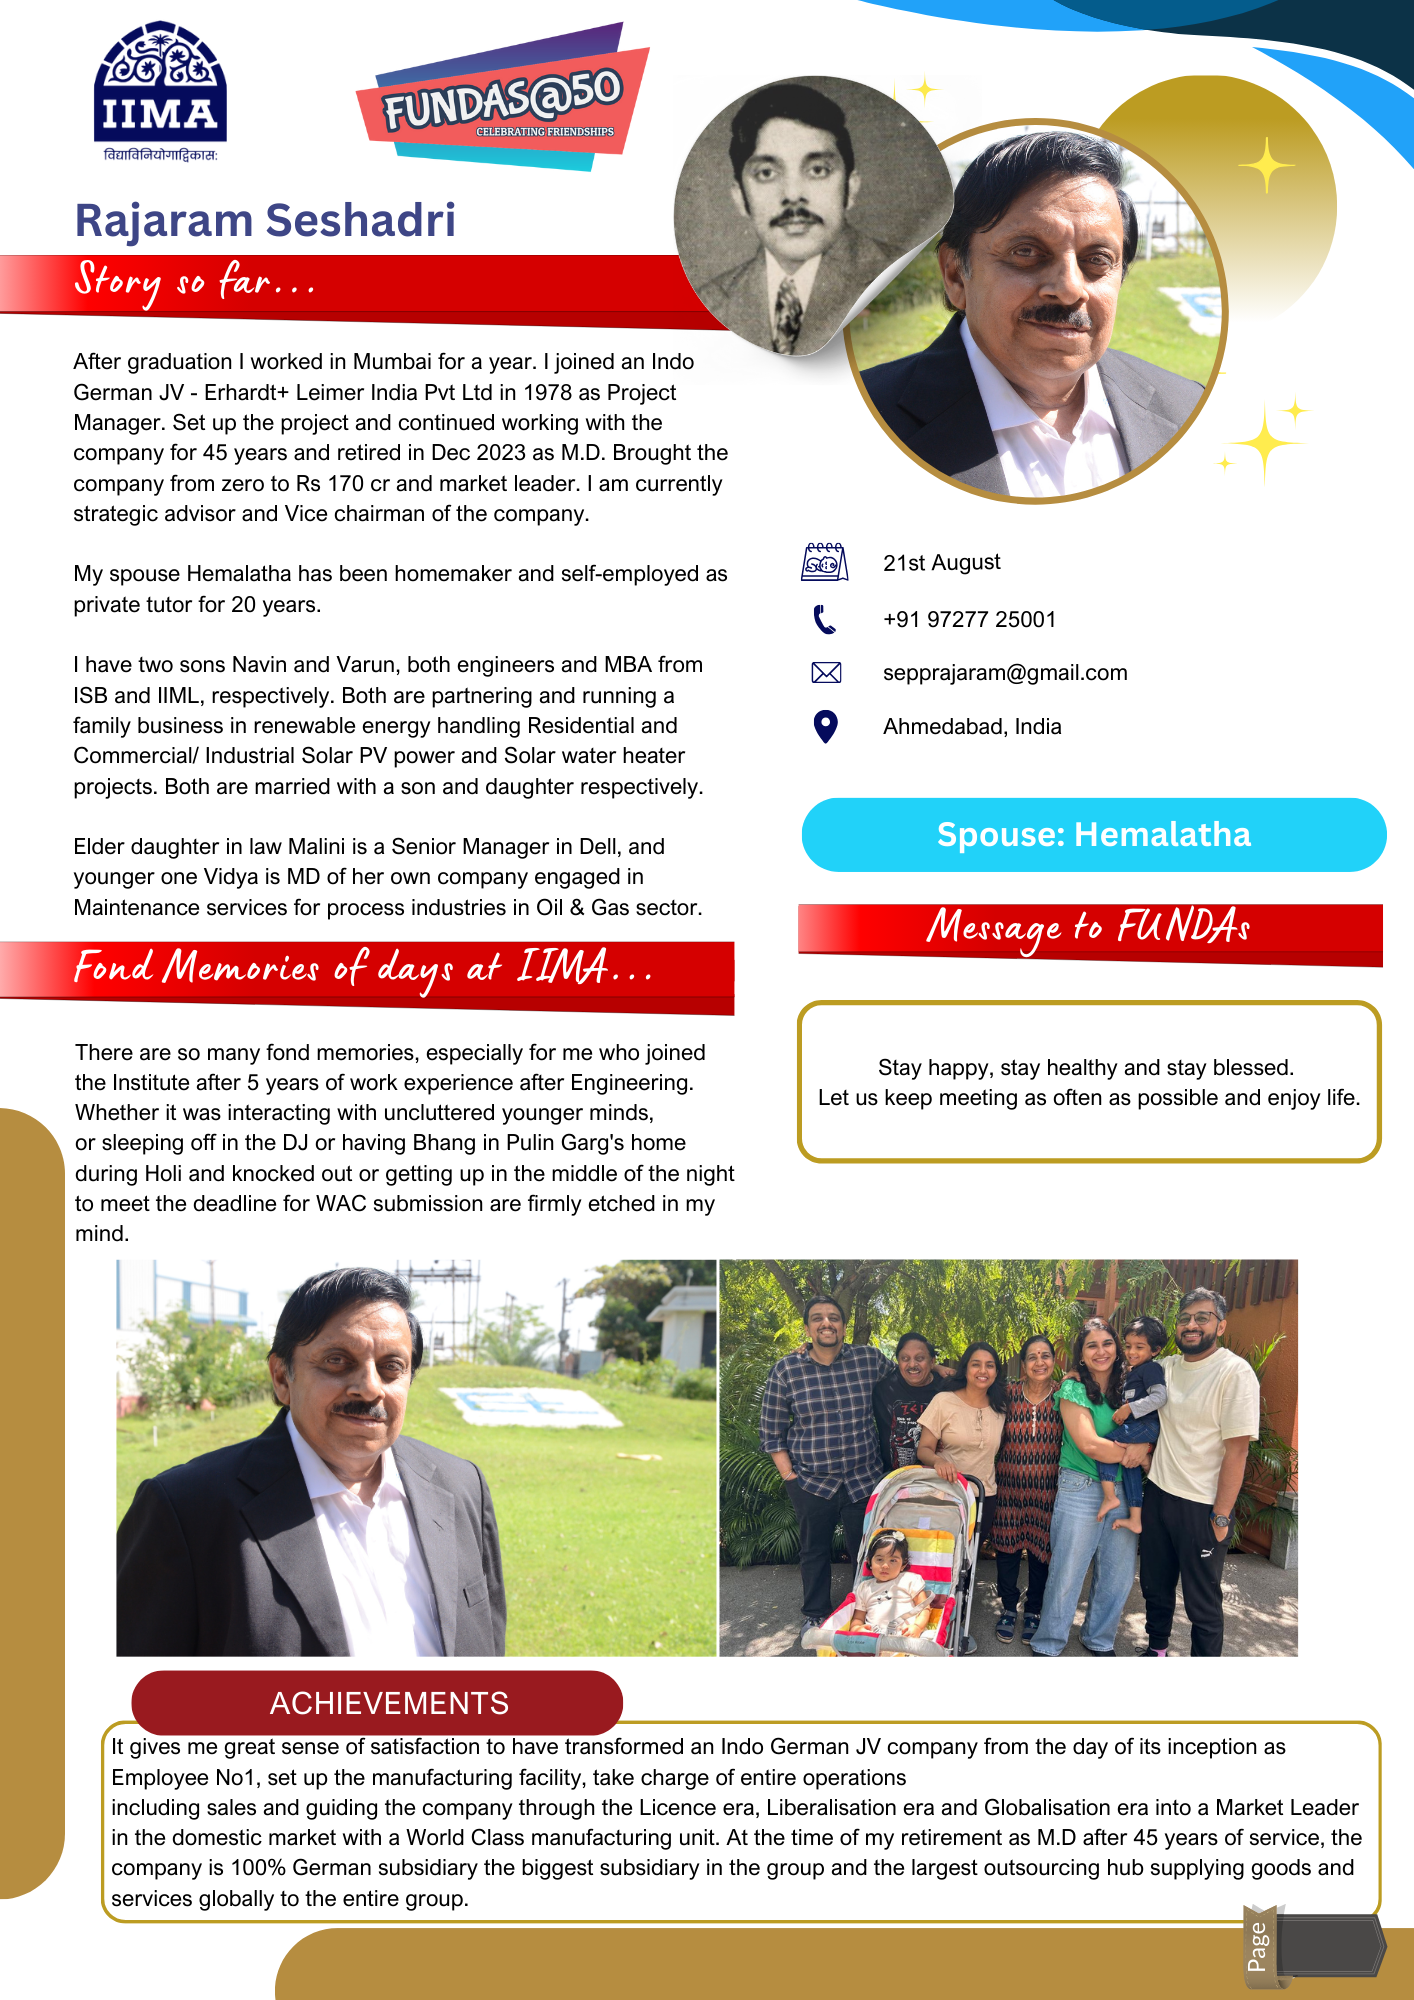 IIMA
विद्याविनियोगाद्विकास:
FUNDAS@50
CELEBRATING FRIENDSHIPS
Rajaram Seshadri
Story so far...
After graduation I worked in Mumbai for a year. I joined an Indo
German JV - Erhardt+ Leimer India Pvt Ltd in 1978 as Project
Manager. Set up the project and continued working with the
company for 45 years and retired in Dec 2023 as M.D. Brought the
company from zero to Rs 170 cr and market leader. I am currently
strategic advisor and Vice chairman of the company.
My spouse Hemalatha has been homemaker and self-employed as
private tutor for 20 years.
I have two sons Navin and Varun, both engineers and MBA from
ISB and IIML, respectively. Both are partnering and running a
family business in renewable energy handling Residential and
Commercial/ Industrial Solar PV power and Solar water heater
projects. Both are married with a son and daughter respectively.
Elder daughter in law Malini is a Senior Manager in Dell, and
younger one Vidya is MD of her own company engaged in
Maintenance services for process industries in Oil & Gas sector.
21st August
+91 97277 25001
sepprajaram@gmail.com
Ahmedabad, India
Spouse: Hemalatha
Message to FUNDAs
Stay happy, stay healthy and stay blessed.
Let us keep meeting as often as possible and enjoy life.
Fond Memories of days at IIMA...
There are so many fond memories, especially for me who joined
the Institute after 5 years of work experience after Engineering.
Whether it was interacting with uncluttered younger minds,
or sleeping off in the DJ or having Bhang in Pulin Garg's home
during Holi and knocked out or getting up in the middle of the night
to meet the deadline for WAC submission are firmly etched in my
mind.
ACHIEVEMENTS
It gives me great sense of satisfaction to have transformed an Indo German JV company from the day of its inception as
Employee No1, set up the manufacturing facility, take charge of entire operations
including sales and guiding the company through the Licence era, Liberalisation era and Globalisation era into a Market Leader
in the domestic market with a World Class manufacturing unit. At the time of my retirement as M.D after 45 years of service, the
company is 100% German subsidiary the biggest subsidiary in the group and the largest outsourcing hub supplying goods and
services globally to the entire group.
Page